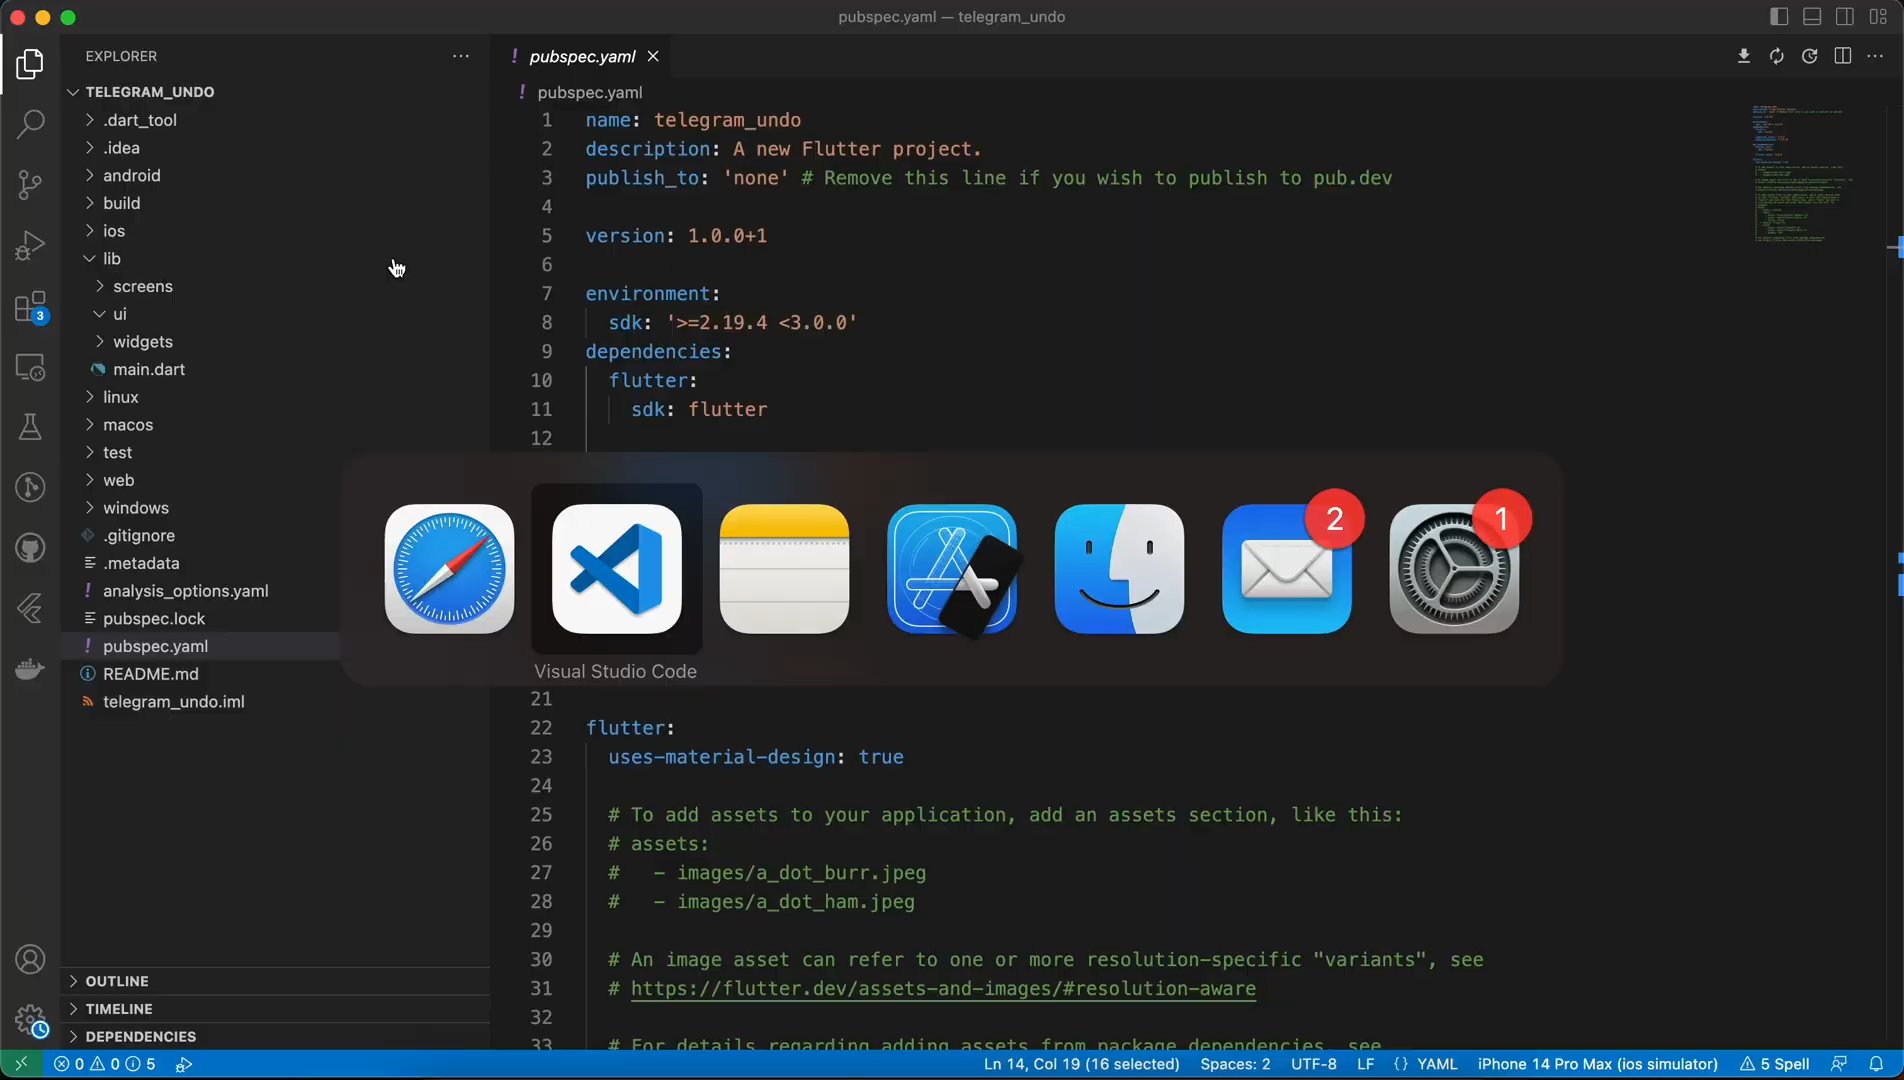 pubspec.yaml — telegram_undo
EXPLORER
TELEGRAM_UNDO
.dart_tool
.idea
android
build
ios
lib
screens
ui
widgets
main.dart
linux
macos
test
web
windows
.gitignore
.metadata
analysis_options.yaml
pubspec.lock
pubspec.yaml
README.md
telegram_undo.iml
OUTLINE
TIMELINE
DEPENDENCIES
3
! pubspec.yaml
! pubspec.yaml
1 name: telegram_undo
2 description: A new Flutter project.
3 publish_to: 'none' # Remove this line if you wish to publish to pub.dev
4
5 version: 1.0.0+1
6
7 environment:
8 sdk: '>=2.19.4 <3.0.0'
9 dependencies:
10 flutter:
11 sdk: flutter
12
2
1
Visual Studio Code
21
22 flutter:
23 uses-material-design: true
24
25 # To add assets to your application, add an assets section, like this:
26 # assets:
27 # - images/a_dot_burr.jpeg
28 # - images/a_dot_ham.jpeg
29
30 # An image asset can refer to one or more resolution-specific "variants", see
31 # https://flutter.dev/assets-and-images/#resolution-aware
32
33 # For details regarding adding assets from package dependencies, see
0 0 5
Ln 14, Col 19 (16 selected) Spaces: 2 UTF-8 LF {} YAML iPhone 14 Pro Max (ios simulator) 5 Spell